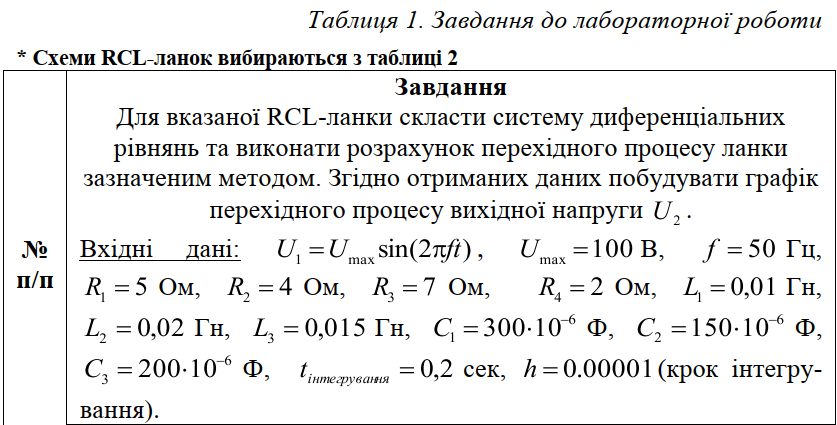 Таблиця 1. Завдання до лабораторної роботи
* Схеми RCL-ланок вибираються з таблиці 2
№ п/п
Завдання
Для вказаної RCL-ланки скласти систему диференціальних
рівнянь та виконати розрахунок перехідного процесу ланки
зазначеним методом. Згідно отриманих даних побудувати графік
перехідного процесу вихідної напруги U₂ .
Вхідні дані: U₁ = Uₘₐₓ sin(2πft) , Uₘₐₓ = 100 В, f = 50 Гц,
R₁ = 5 Ом, R₂ = 4 Ом, R₃ = 7 Ом, R₄ = 2 Ом, L₁ = 0,01 Гн,
L₂ = 0,02 Гн, L₃ = 0,015 Гн, C₁ = 300·10⁻⁶ Ф, C₂ = 150·10⁻⁶ Ф,
C₃ = 200·10⁻⁶ Ф, tінтегрування = 0,2 сек, h = 0.00001 (крок інтегру-
вання).